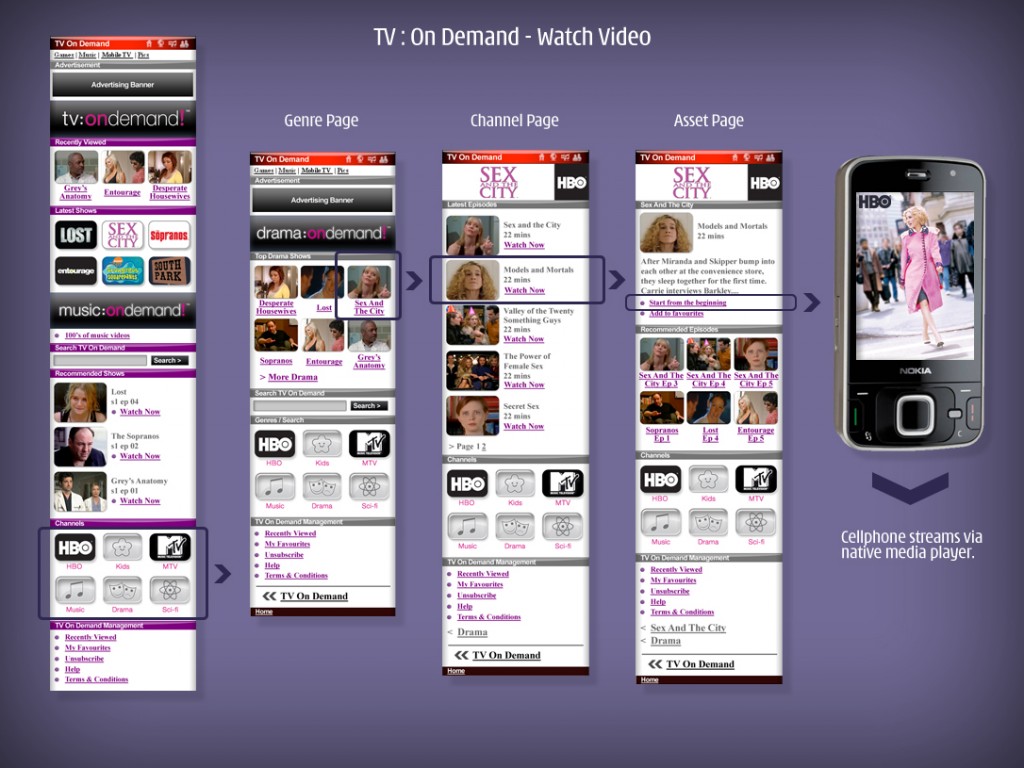 TV : On Demand - Watch Video
TV On Demand
Games | Music | Mobile TV | Pics
Advertisement
Advertising Banner
tv:ondemand!™
Recently Viewed
Grey's Anatomy
Entourage
Desperate Housewives
Latest Shows
LOST
SEX AND THE CITY
The Sopranos
entourage
SOUTH PARK
music:ondemand!™
100's of music videos
Search TV On Demand
Search >
Recommended Shows
Lost
s1 ep 04
Watch Now
The Sopranos
s1 ep 02
Watch Now
Grey's Anatomy
s1 ep 01
Watch Now
Channels
HBO
MTV
HBO Kids MTV
Music Drama Sci-fi
TV On Demand Management
Recently Viewed
My Favourites
Unsubscribe
Help
Terms & Conditions
Genre Page
TV On Demand
Games | Music | Mobile TV | Pics
Advertisement
Advertising Banner
drama:ondemand!™
Top Drama Shows
Desperate Housewives
Lost
Sex And The City
Sopranos
Entourage
Grey's Anatomy
> More Drama
Search TV On Demand
Search >
Genres / Search
HBO
MTV
HBO Kids MTV
Music Drama Sci-fi
TV On Demand Management
Recently Viewed
My Favourites
Unsubscribe
Help
Terms & Conditions
TV On Demand
Home
Channel Page
TV On Demand
SEX AND THE CITY
HBO
Latest Episodes
Sex and the City
22 mins
Watch Now
Models and Mortals
22 mins
Watch Now
Valley of the Twenty
Something Guys
22 mins
Watch Now
The Power of
Female Sex
22 mins
Watch Now
Secret Sex
22 mins
Watch Now
> Page 1 2
Channels
HBO
MTV
HBO Kids MTV
Music Drama Sci-fi
TV On Demand Management
Recently Viewed
My Favourites
Unsubscribe
Help
Terms & Conditions
< Drama
TV On Demand
Home
Asset Page
TV On Demand
SEX AND THE CITY
HBO
Sex And The City
Models and Mortals
22 mins
After Miranda and Skipper bump into
each other at the convenience store,
they sleep together for the first time.
Carrie interviews Barkley....
Start from the beginning
Add to favourites
Recommended Episodes
Sex And The City Ep 3
Sex And The City Ep 4
Sex And The City Ep 5
Sopranos Ep 1
Lost Ep 4
Entourage Ep 5
Channels
HBO
MTV
HBO Kids MTV
Music Drama Sci-fi
TV On Demand Management
Recently Viewed
My Favourites
Unsubscribe
Help
Terms & Conditions
< Sex And The City
< Drama
TV On Demand
Home
HBO
NOKIA
Cellphone streams via
native media player.